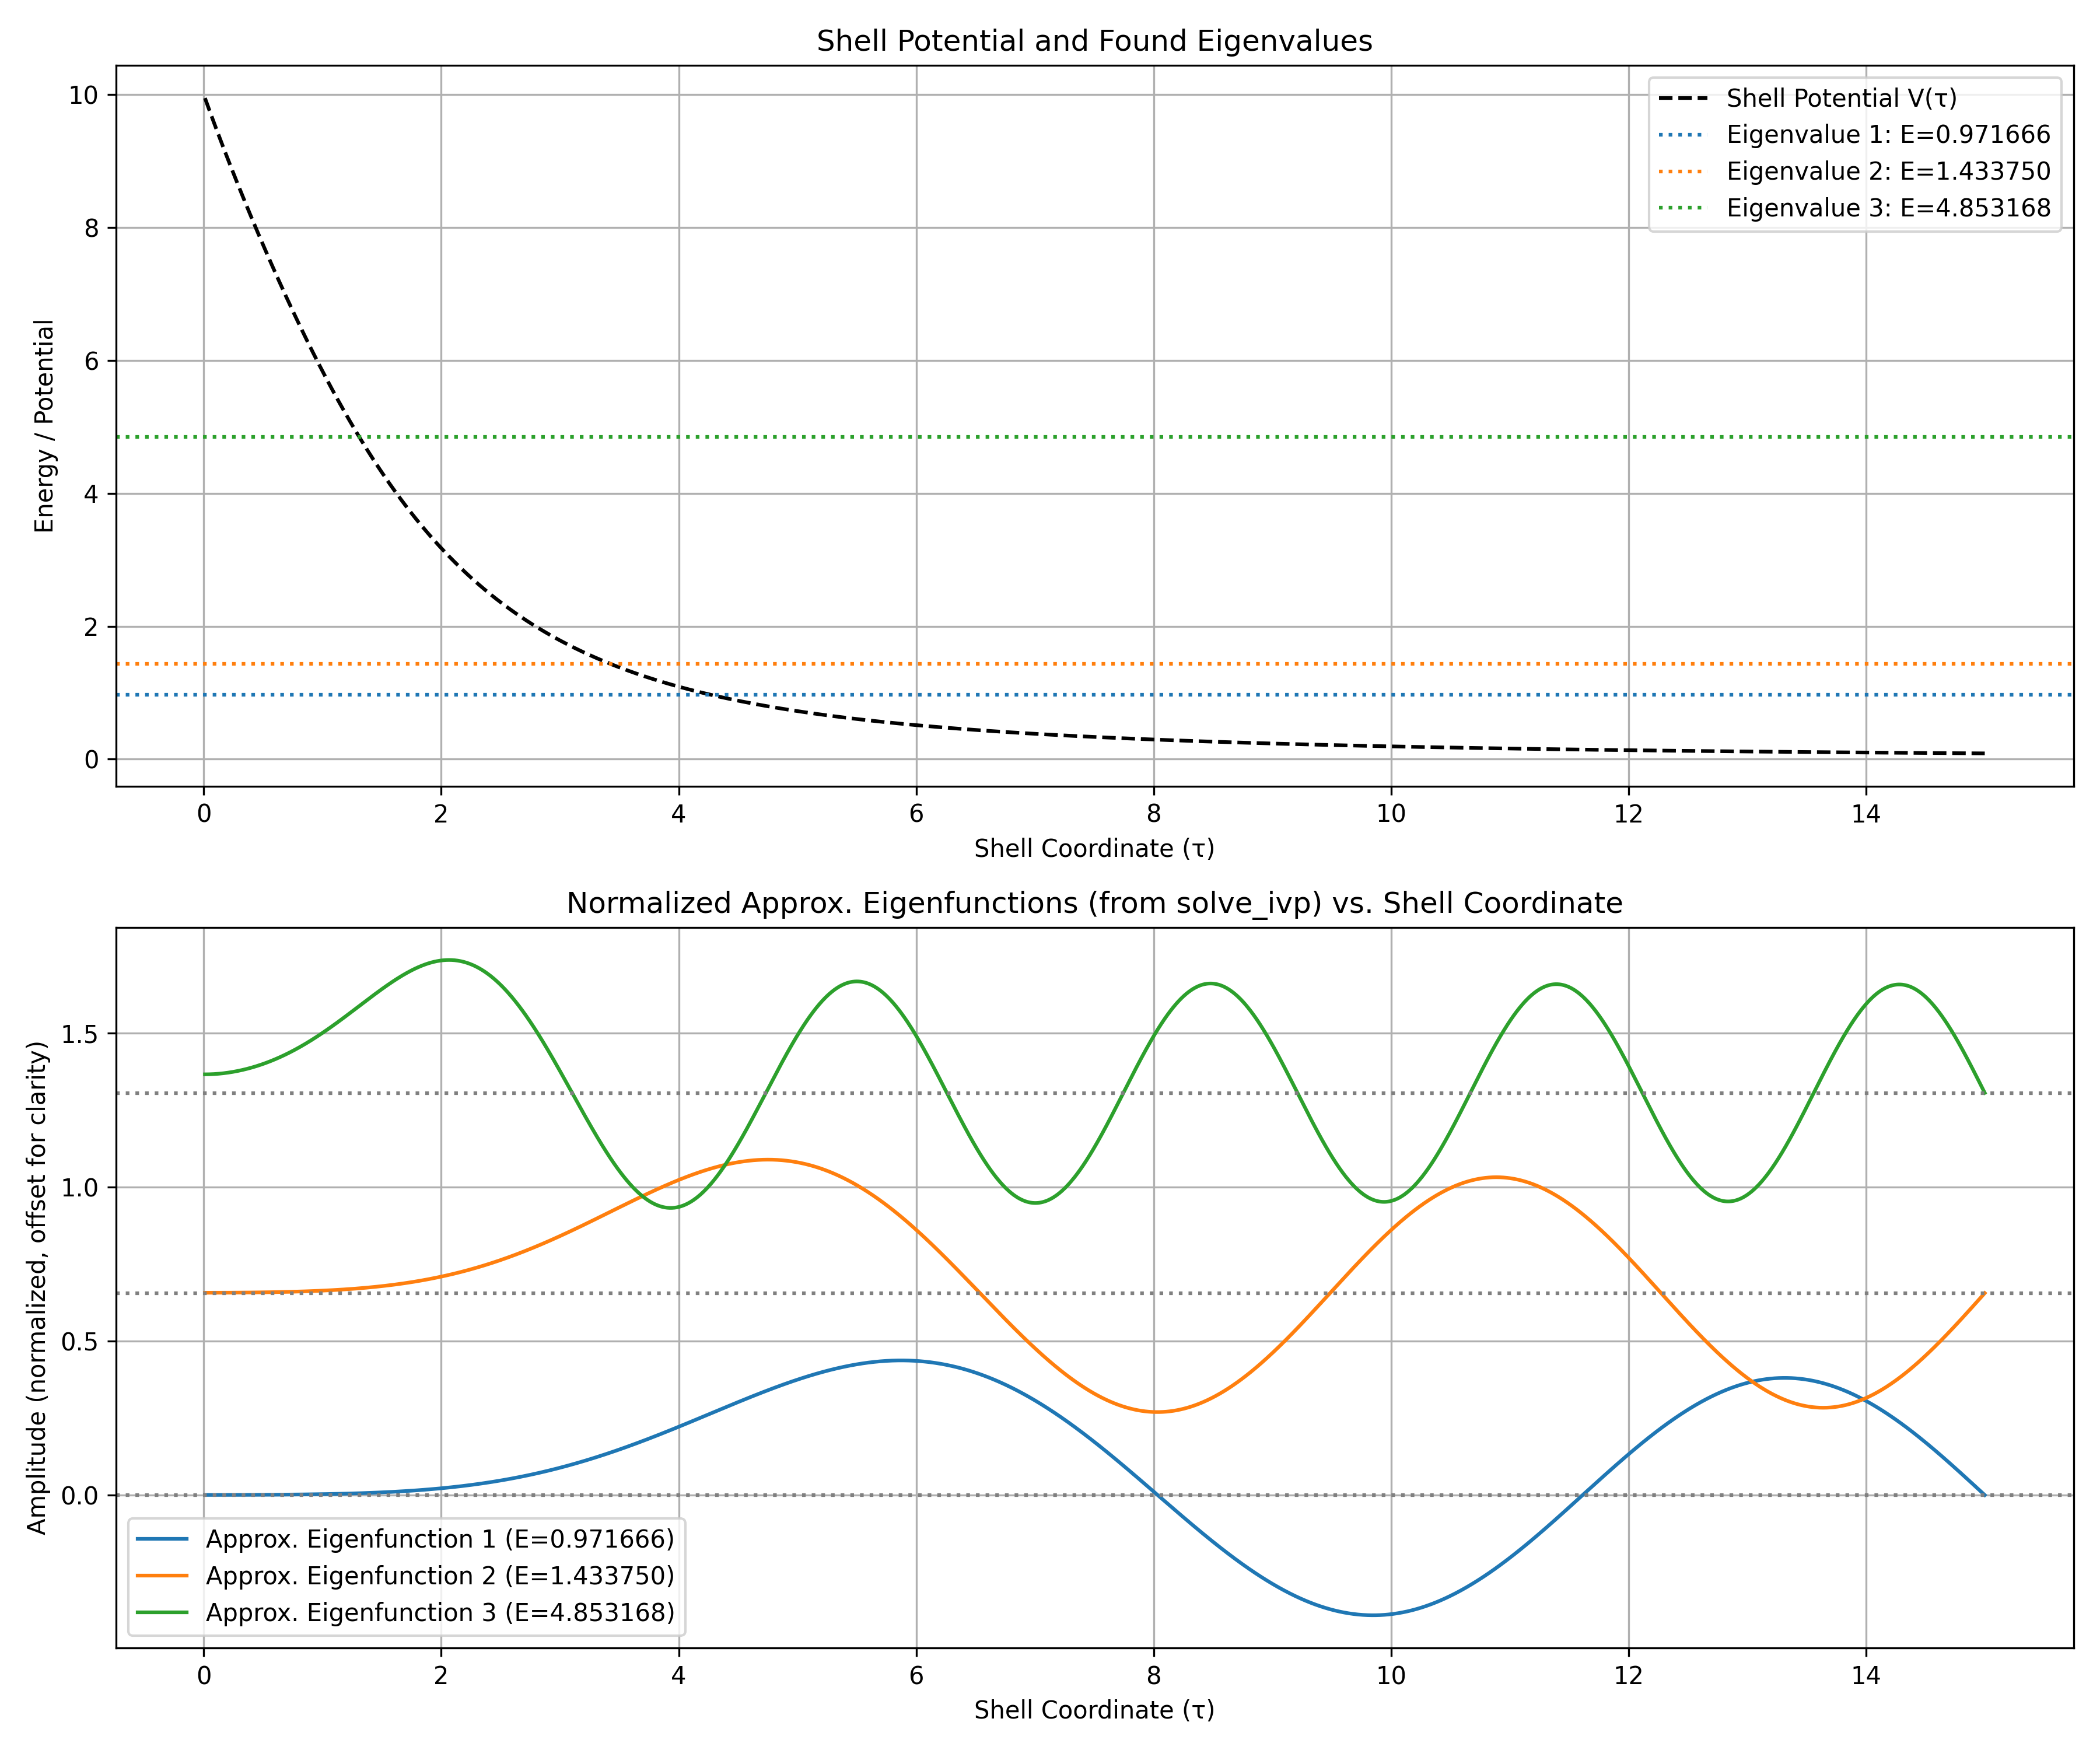 Shell Potential and Found Eigenvalues
Energy / Potential
10
8
6
4
2
0
Shell Potential V(τ)
Eigenvalue 1: E=0.971666
Eigenvalue 2: E=1.433750
Eigenvalue 3: E=4.853168
0 2 4 6 8 10 12 14
Shell Coordinate (τ)
Normalized Approx. Eigenfunctions (from solve_ivp) vs. Shell Coordinate
Amplitude (normalized, offset for clarity)
1.5
1.0
0.5
0.0
Approx. Eigenfunction 1 (E=0.971666)
Approx. Eigenfunction 2 (E=1.433750)
Approx. Eigenfunction 3 (E=4.853168)
0 2 4 6 8 10 12 14
Shell Coordinate (τ)